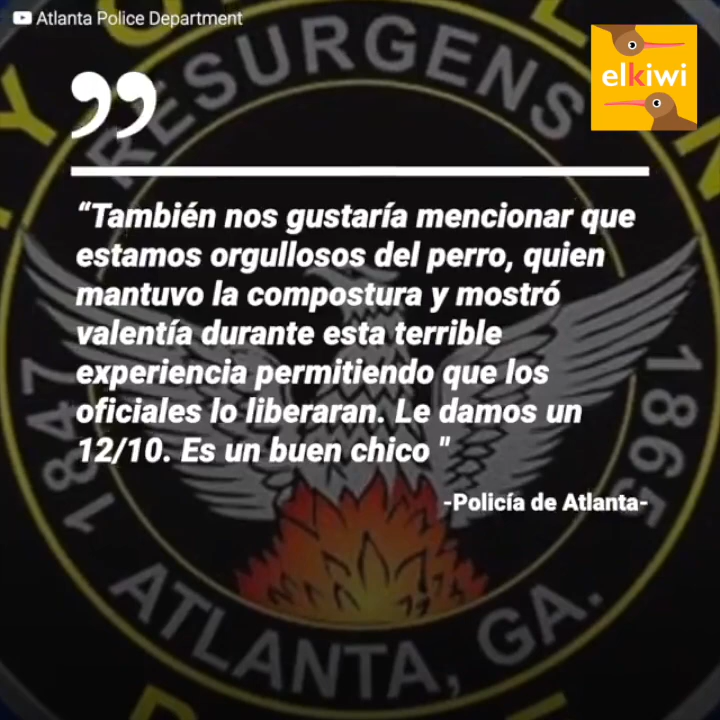 Atlanta Police Department
elkiwi
RESURGENS
”
“También nos gustaría mencionar que
estamos orgullosos del perro, quien
mantuvo la compostura y mostró
valentía durante esta terrible
experiencia permitiendo que los
oficiales lo liberaran. Le damos un
12/10. Es un buen chico "
-Policía de Atlanta-
1847
1865
ATLANTA, GA.